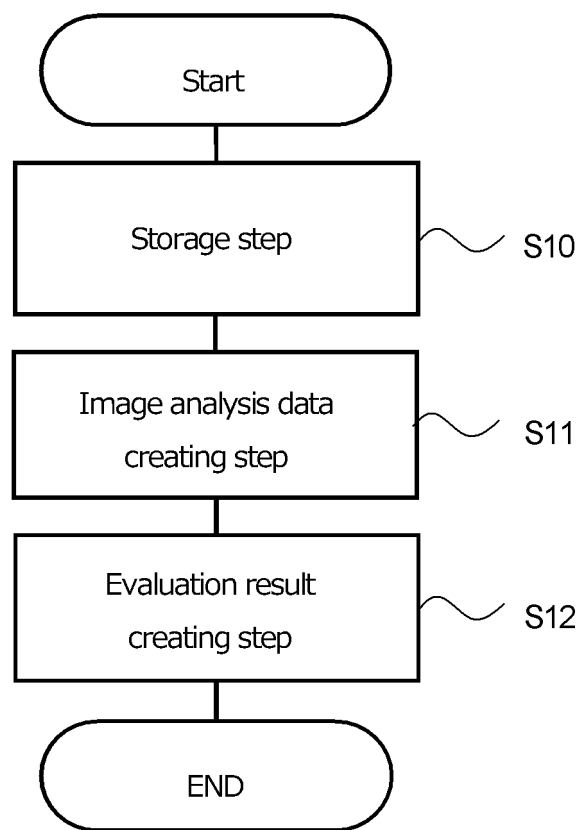 Start
Storage step
S10
Image analysis data
creating step
S11
Evaluation result
creating step
S12
END